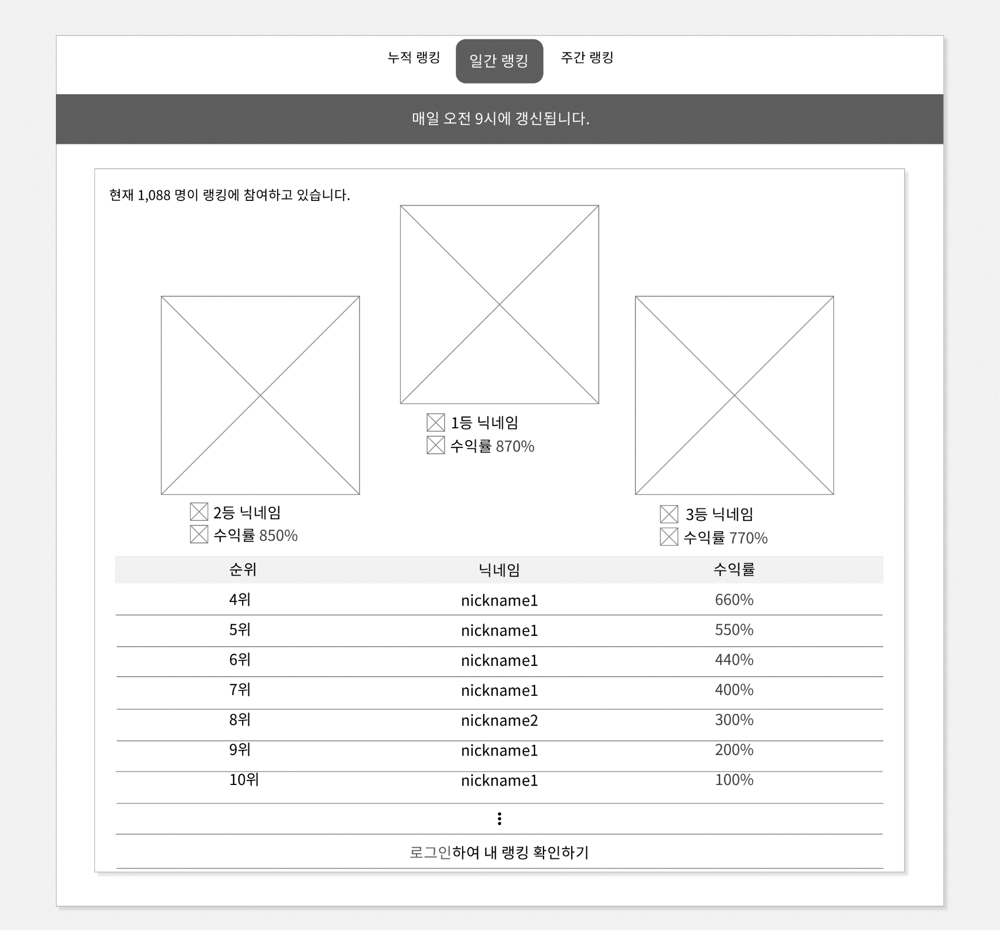 누적 랭킹 일간 랭킹 주간 랭킹
매일 오전 9시에 갱신됩니다.
현재 1,088 명이 랭킹에 참여하고 있습니다.
1등 닉네임
수익률 870%
2등 닉네임
수익률 850%
3등 닉네임
수익률 770%
순위 닉네임 수익률
4위 nickname1 660%
5위 nickname1 550%
6위 nickname1 440%
7위 nickname1 400%
8위 nickname2 300%
9위 nickname1 200%
10위 nickname1 100%
로그인하여 내 랭킹 확인하기